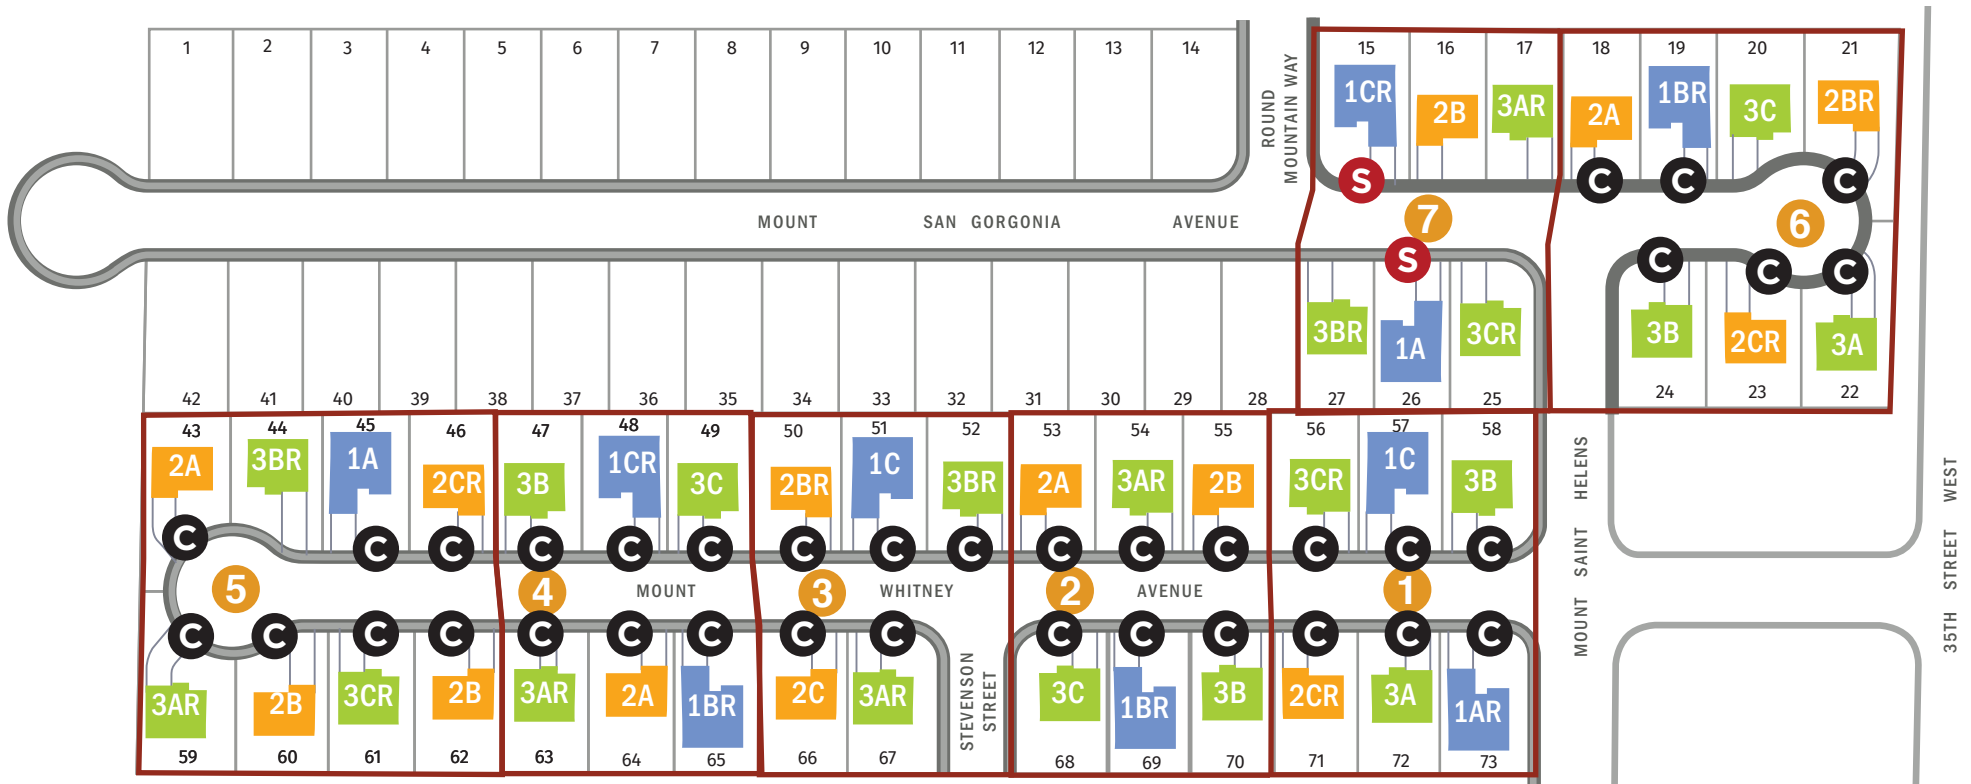 1 2 3 4 5 6 7 8 9 10 11 12 13 14 15 16 17 18 19 20 21
1CR 2B 3AR 2A 1BR 3C 2BR
ROUND
MOUNTAIN WAY
S C C C
MOUNT SAN GORGONIA AVENUE
7 6
S C C C
3BR 1A 3CR 3B 2CR 3A
42 41 40 39 38 37 36 35 34 33 32 31 30 29 28 27 26 25 24 23 22
43 44 45 46 47 48 49 50 51 52 53 54 55 56 57 58
2A 3BR 1A 2CR 3B 1CR 3C 2BR 1C 3BR 2A 3AR 2B 3CR 1C 3B
C C C C C C C C C C C C C C C
5 4 MOUNT 3 WHITNEY 2 AVENUE 1
C C C C C C C C C C C C C C C
3AR 2B 3CR 2B 3AR 2A 1BR 2C 3AR 3C 1BR 3B 2CR 3A 1AR
59 60 61 62 63 64 65 66 67 68 69 70 71 72 73
STEVENSON
STREET
MOUNT SAINT HELENS
35TH STREET WEST